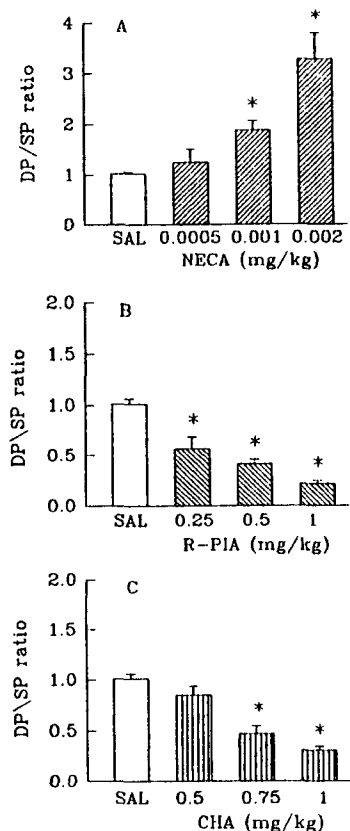 A
DP/SP ratio
4
3
2
1
0
*
*
SAL 0.0005 0.001 0.002
NECA (mg/kg)
B
DP\SP ratio
2.0
1.5
1.0
0.5
0.0
*
*
*
SAL 0.25 0.5 1
R-PIA (mg/kg)
C
DP\SP ratio
2.0
1.5
1.0
0.5
0.0
*
*
SAL 0.5 0.75 1
CHA (mg/kg)